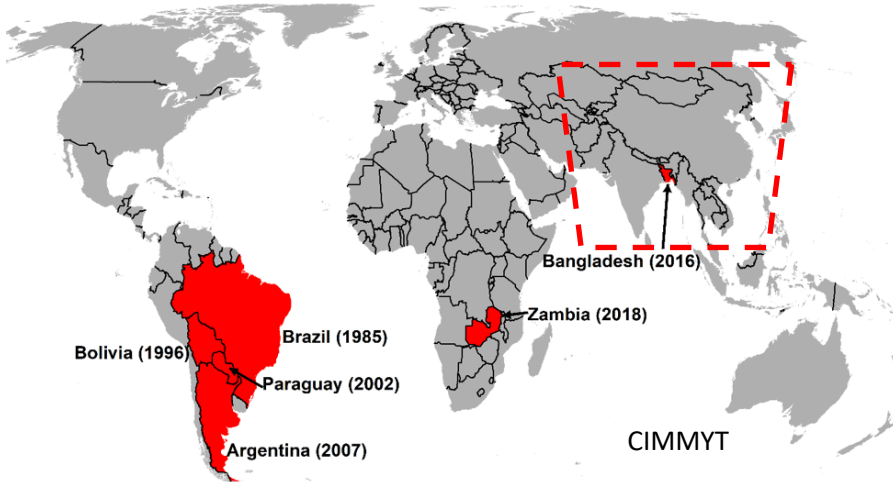 Bangladesh (2016)
Zambia (2018)
Brazil (1985)
Bolivia (1996)
Paraguay (2002)
Argentina (2007)
CIMMYT